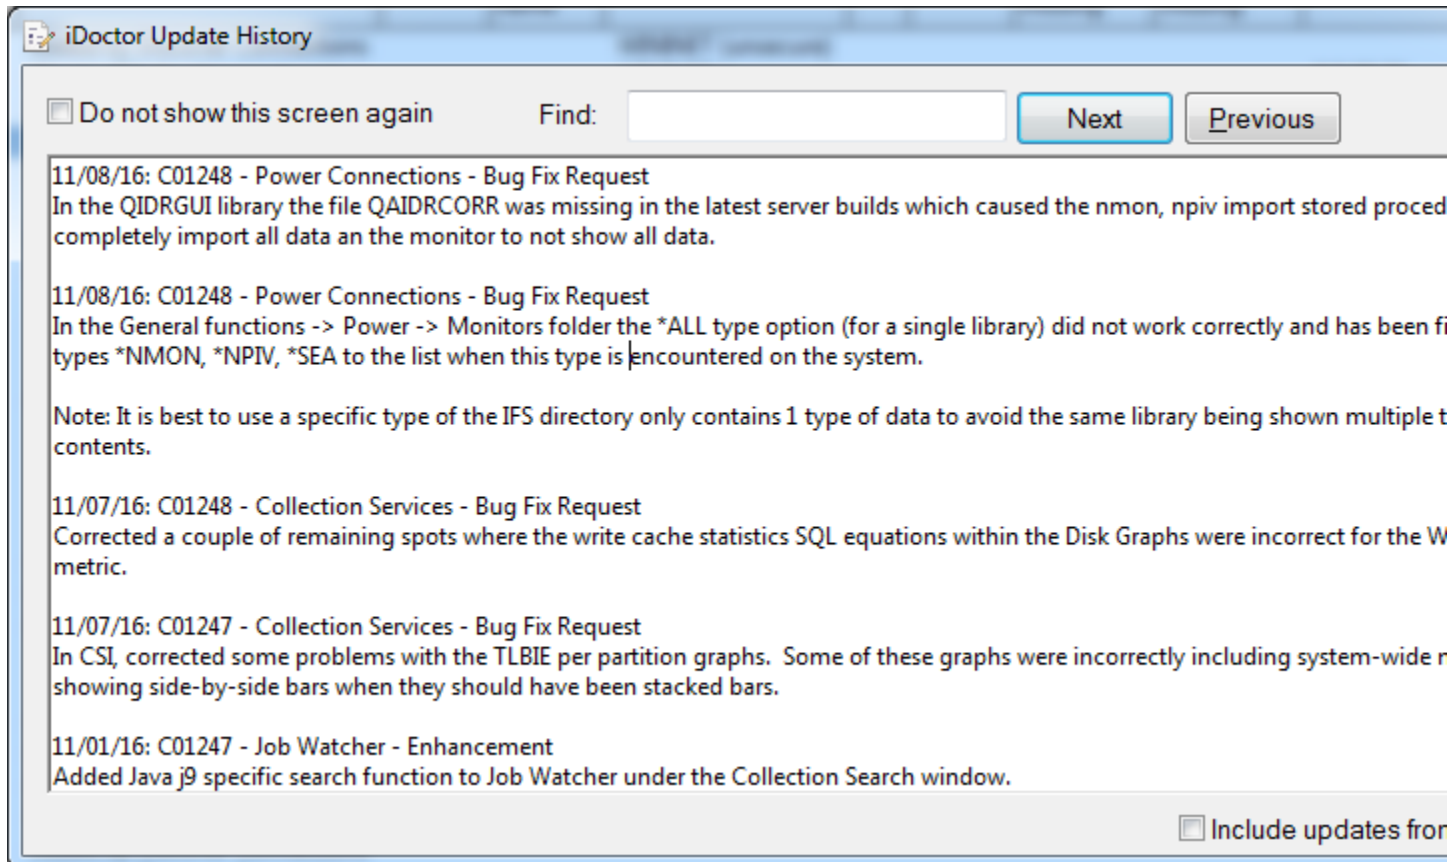 iDoctor Update History
Do not show this screen again Find: Next Previous
11/08/16: C01248 - Power Connections - Bug Fix Request
In the QIDRGUI library the file QAIDRCORR was missing in the latest server builds which caused the nmon, npiv import stored proced
completely import all data an the monitor to not show all data.
11/08/16: C01248 - Power Connections - Bug Fix Request
In the General functions -> Power -> Monitors folder the *ALL type option (for a single library) did not work correctly and has been fi
types *NMON, *NPIV, *SEA to the list when this type is encountered on the system.
Note: It is best to use a specific type of the IFS directory only contains 1 type of data to avoid the same library being shown multiple t
contents.
11/07/16: C01248 - Collection Services - Bug Fix Request
Corrected a couple of remaining spots where the write cache statistics SQL equations within the Disk Graphs were incorrect for the W
metric.
11/07/16: C01247 - Collection Services - Bug Fix Request
In CSI, corrected some problems with the TLBIE per partition graphs.  Some of these graphs were incorrectly including system-wide
showing side-by-side bars when they should have been stacked bars.
11/01/16: C01247 - Job Watcher - Enhancement
Added Java j9 specific search function to Job Watcher under the Collection Search window.
Include updates from